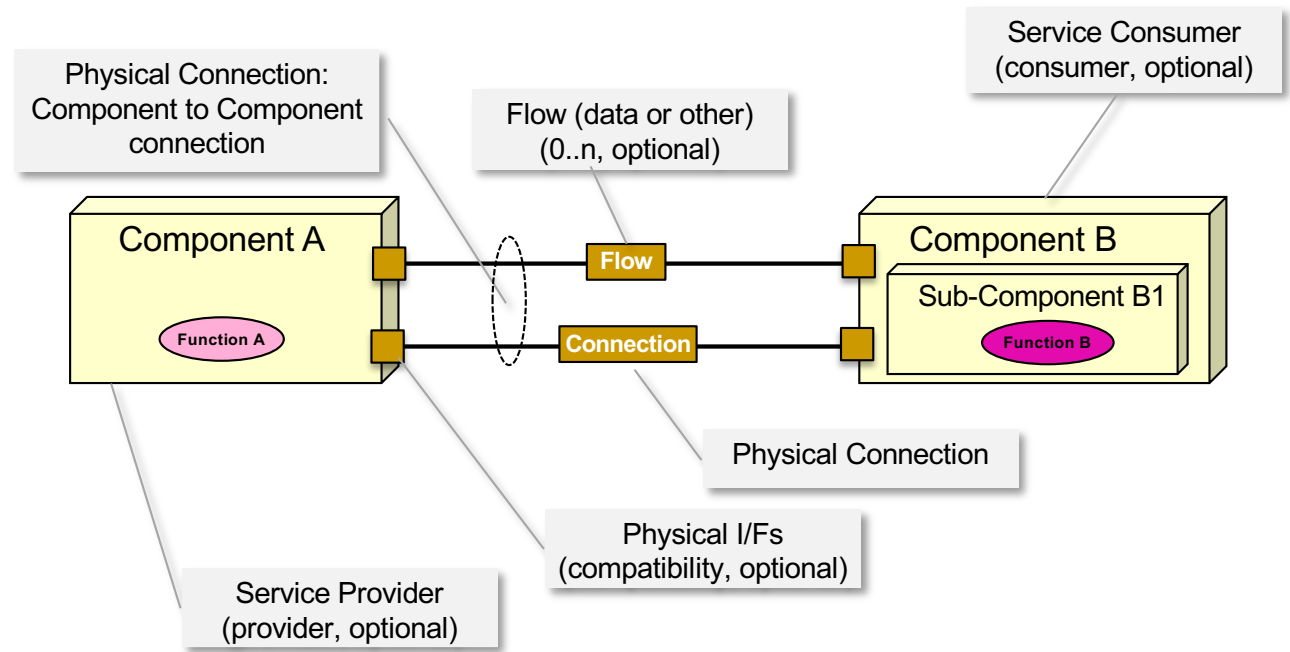 Service Consumer
(consumer, optional)
Physical Connection:
Component to Component
connection
Flow (data or other)
(0..n, optional)
Component A
Component B
Flow
Sub-Component B1
Function A
Connection
Function B
Physical Connection
Physical I/Fs
(compatibility, optional)
Service Provider
(provider, optional)